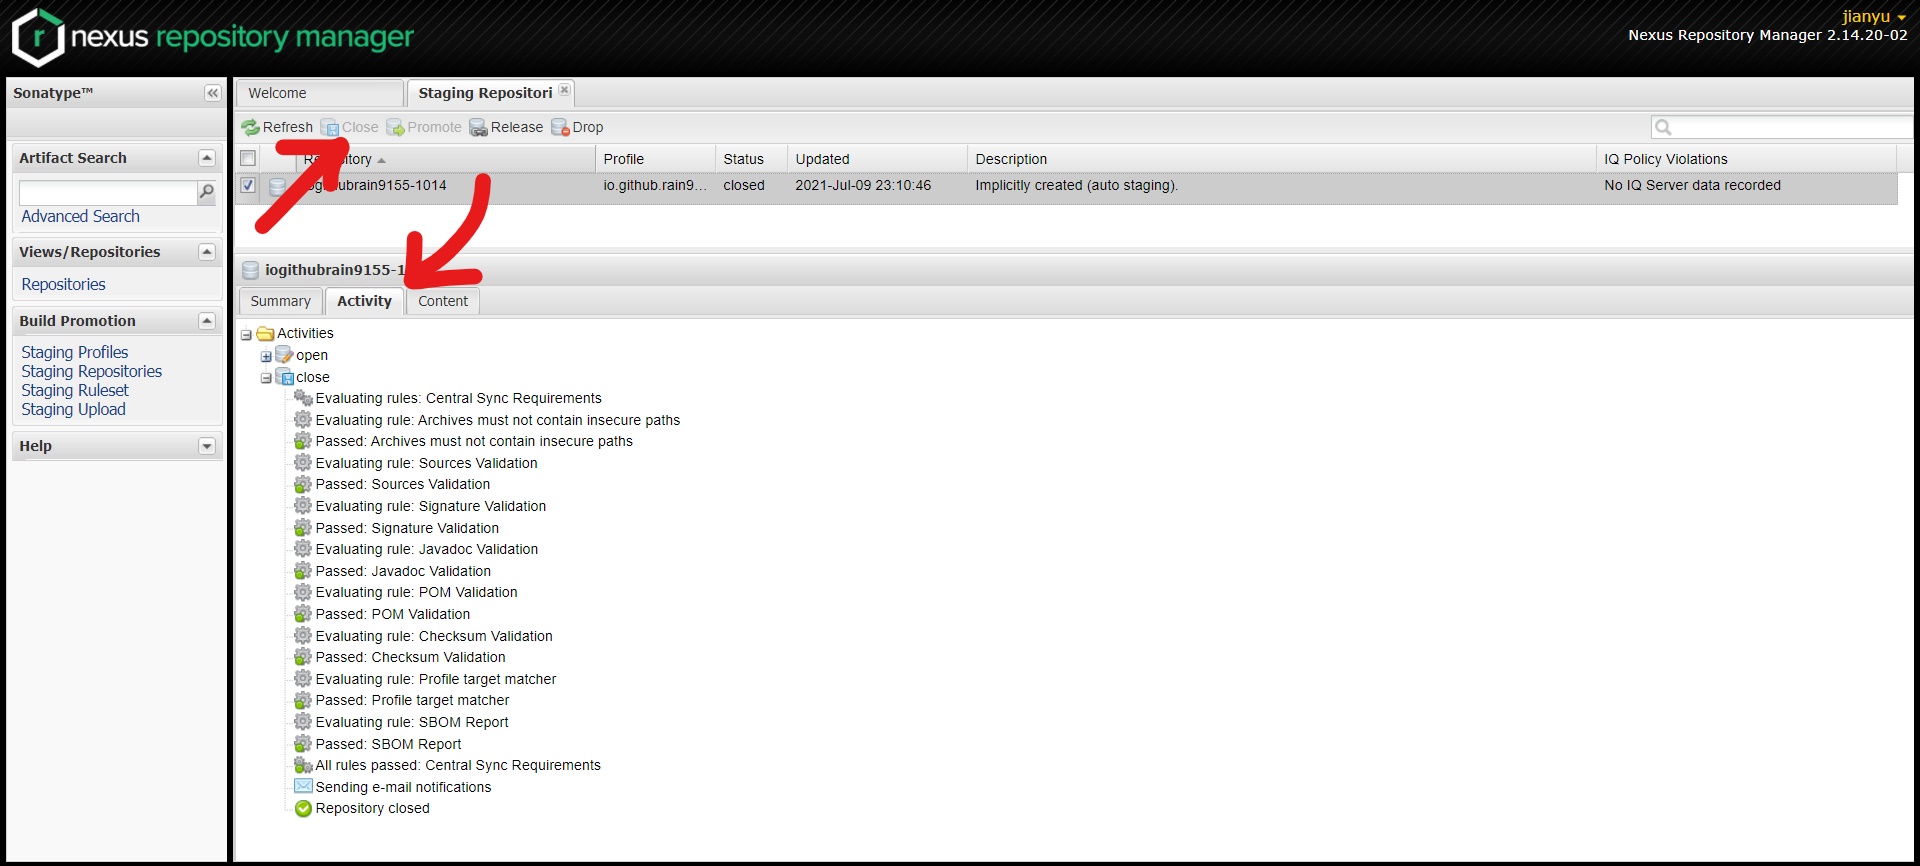 nexus repository manager
jianyu
Nexus Repository Manager 2.14.20-02
Sonatype™
Artifact Search
Advanced Search
Views/Repositories
Repositories
Build Promotion
Staging Profiles
Staging Repositories
Staging Ruleset
Staging Upload
Help
Welcome
Staging Repositori
Refresh Close Promote Release Drop
Profile Status Updated Description IQ Policy Violations
io.github.rain9... closed 2021-Jul-09 23:10:46 Implicitly created (auto staging). No IQ Server data recorded
iogithubrain9155-1
Summary Activity Content
Activities
open
close
Evaluating rules: Central Sync Requirements
Evaluating rule: Archives must not contain insecure paths
Passed: Archives must not contain insecure paths
Evaluating rule: Sources Validation
Passed: Sources Validation
Evaluating rule: Signature Validation
Passed: Signature Validation
Evaluating rule: Javadoc Validation
Passed: Javadoc Validation
Evaluating rule: POM Validation
Passed: POM Validation
Evaluating rule: Checksum Validation
Passed: Checksum Validation
Evaluating rule: Profile target matcher
Passed: Profile target matcher
Evaluating rule: SBOM Report
Passed: SBOM Report
All rules passed: Central Sync Requirements
Sending e-mail notifications
Repository closed